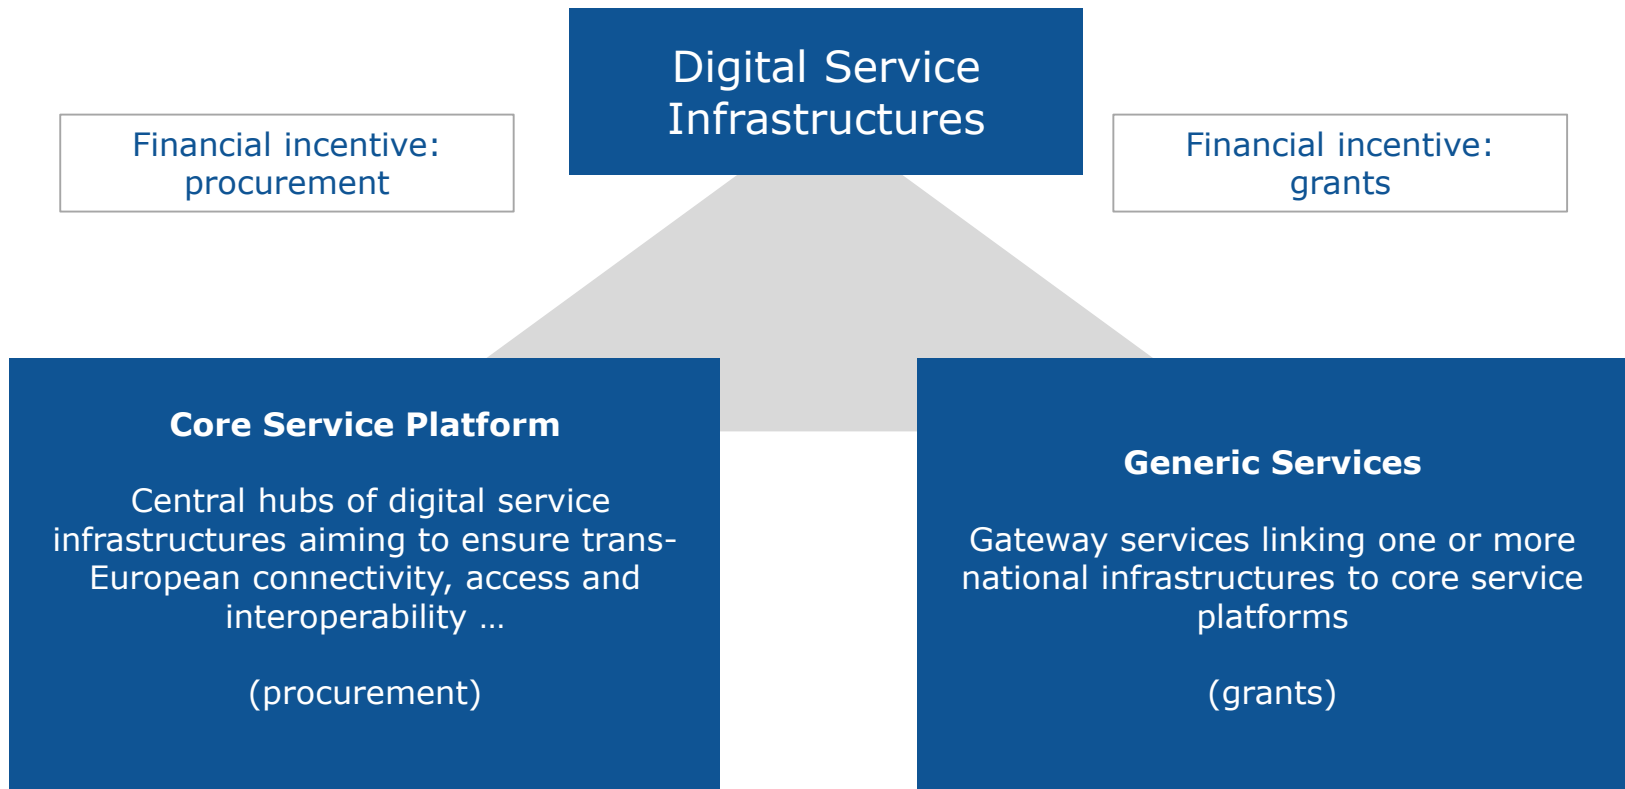 Digital Service
Infrastructures
Financial incentive:
procurement
Financial incentive:
grants
Core Service Platform
Central hubs of digital service
infrastructures aiming to ensure trans-
European connectivity, access and
interoperability …
(procurement)
Generic Services
Gateway services linking one or more
national infrastructures to core service
platforms
(grants)